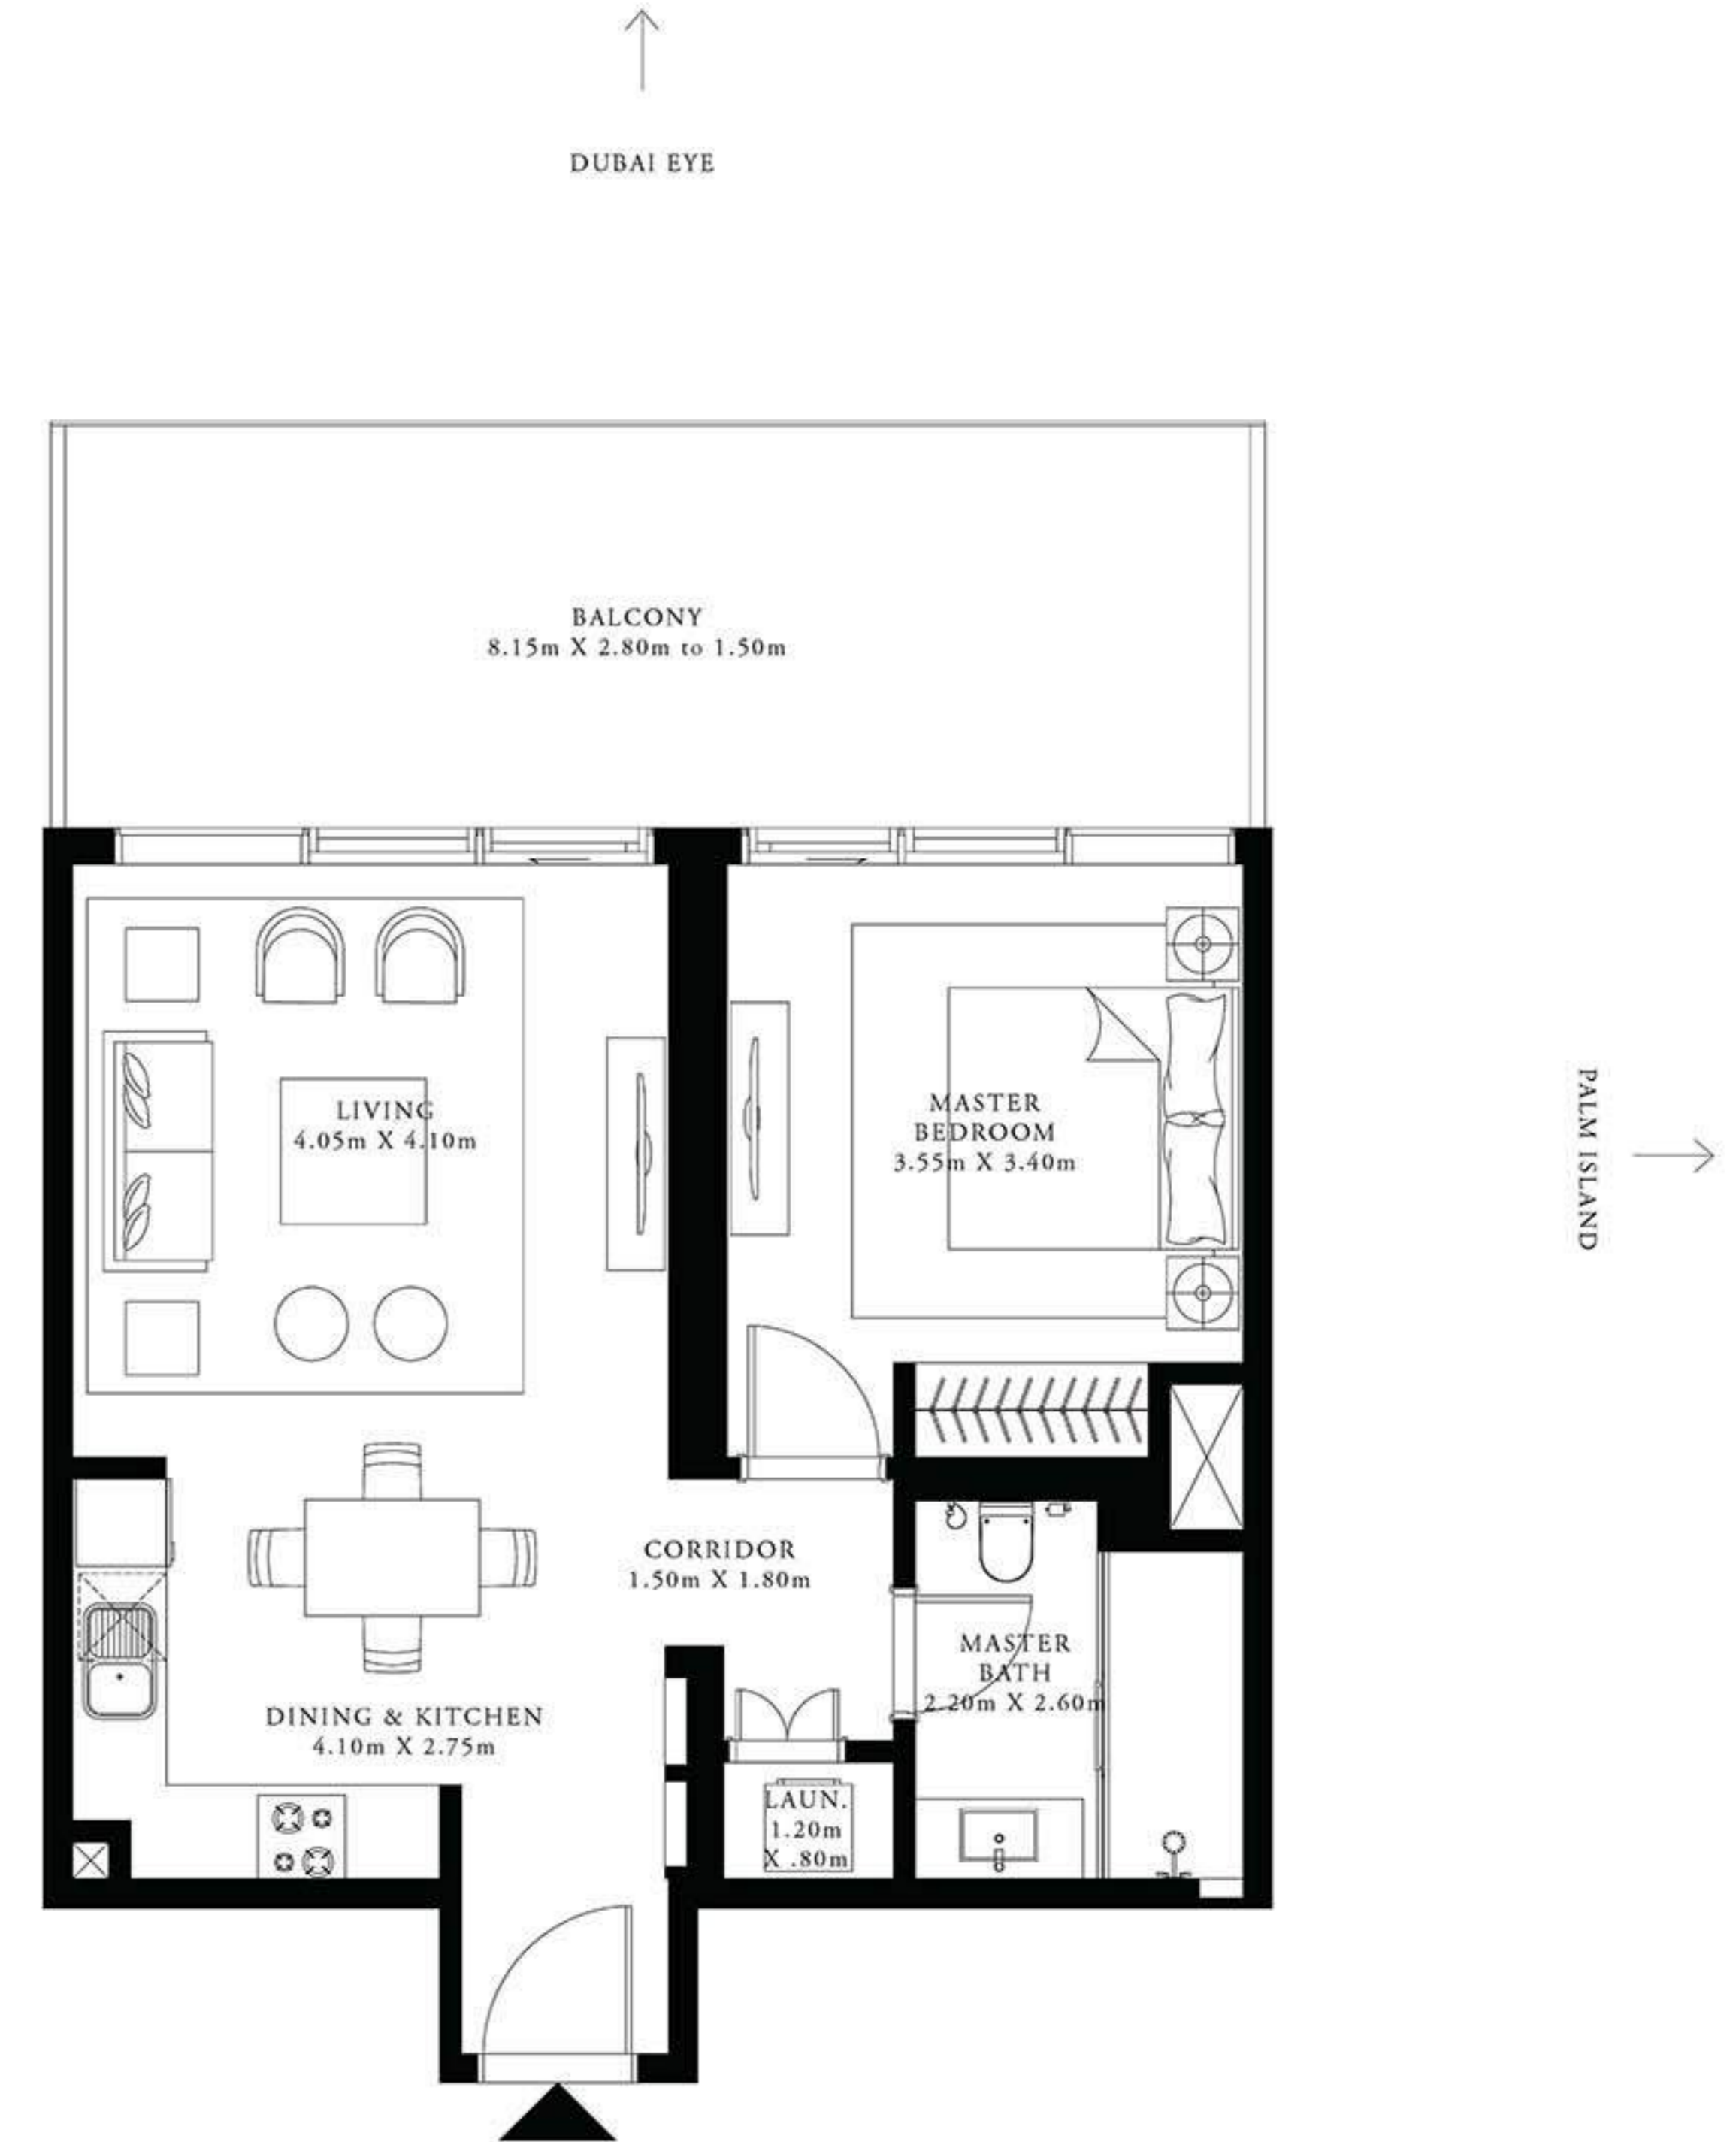 DUBAI EYE
BALCONY
8.15m X 2.80m to 1.50m
LIVING
4.05m X 4.10m
MASTER
BEDROOM
3.55m X 3.40m
PALM ISLAND
CORRIDOR
1.50m X 1.80m
MASTER
BATH
2.20m X 2.60m
DINING & KITCHEN
4.10m X 2.75m
LAUN.
1.20m
X .80m